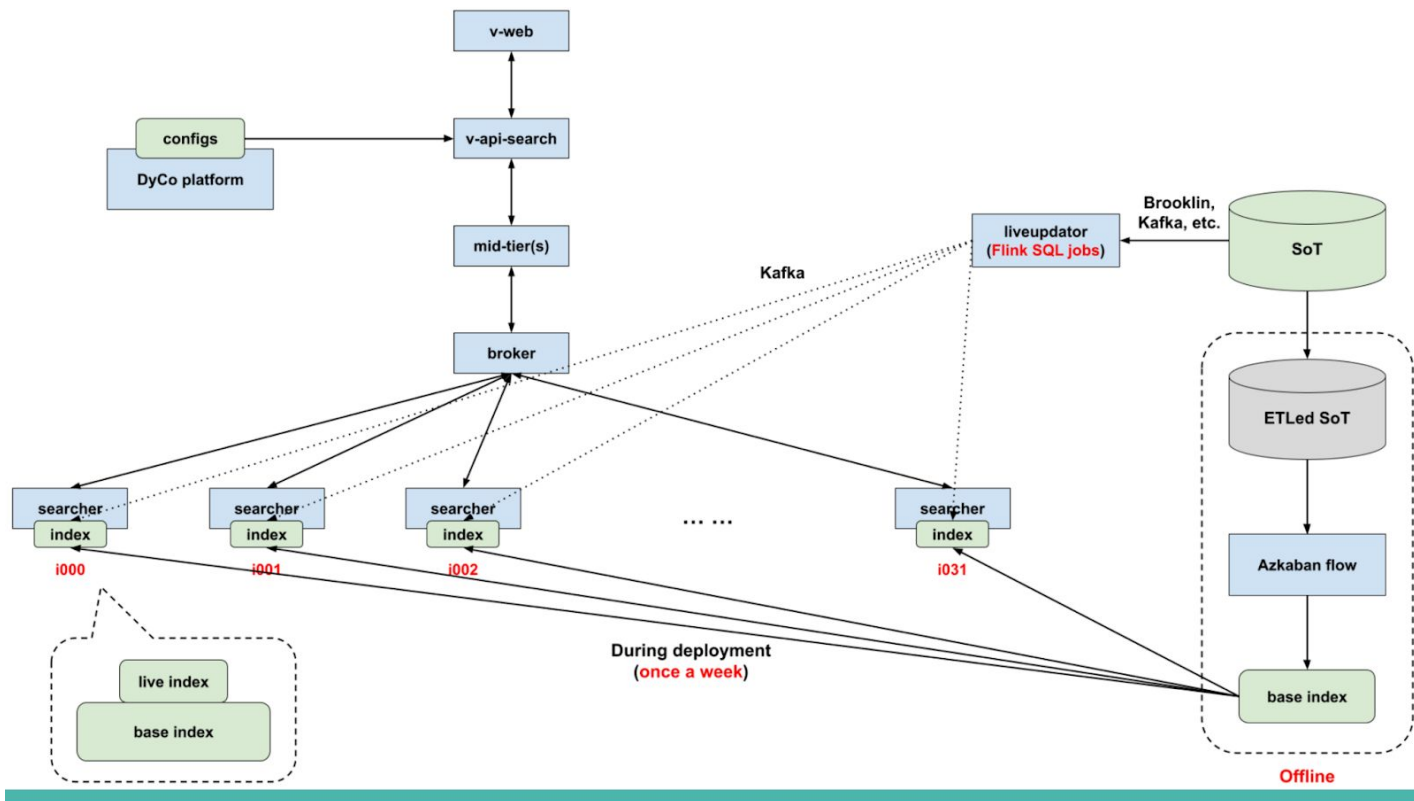 v-web
configs
v-api-search
DyCo platform
Brooklin,
Kafka, etc.
mid-tier(s)
liveupdator
(Flink SQL jobs)
SoT
Kafka
broker
ETLed SoT
searcher
index
i000
searcher
index
i001
searcher
index
i002
... ...
searcher
index
i031
Azkaban flow
During deployment
(once a week)
live index
base index
base index
Offline